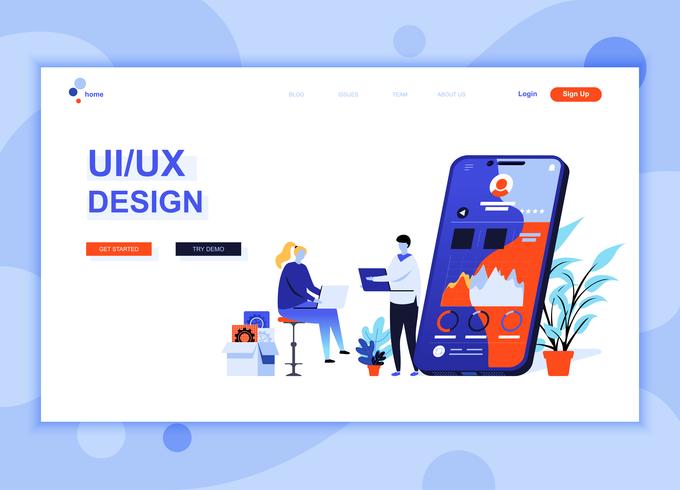 home
BLOG ISSUES TEAM ABOUT US
Login
Sign Up
UI/UX
DESIGN
GET STARTED
TRY DEMO